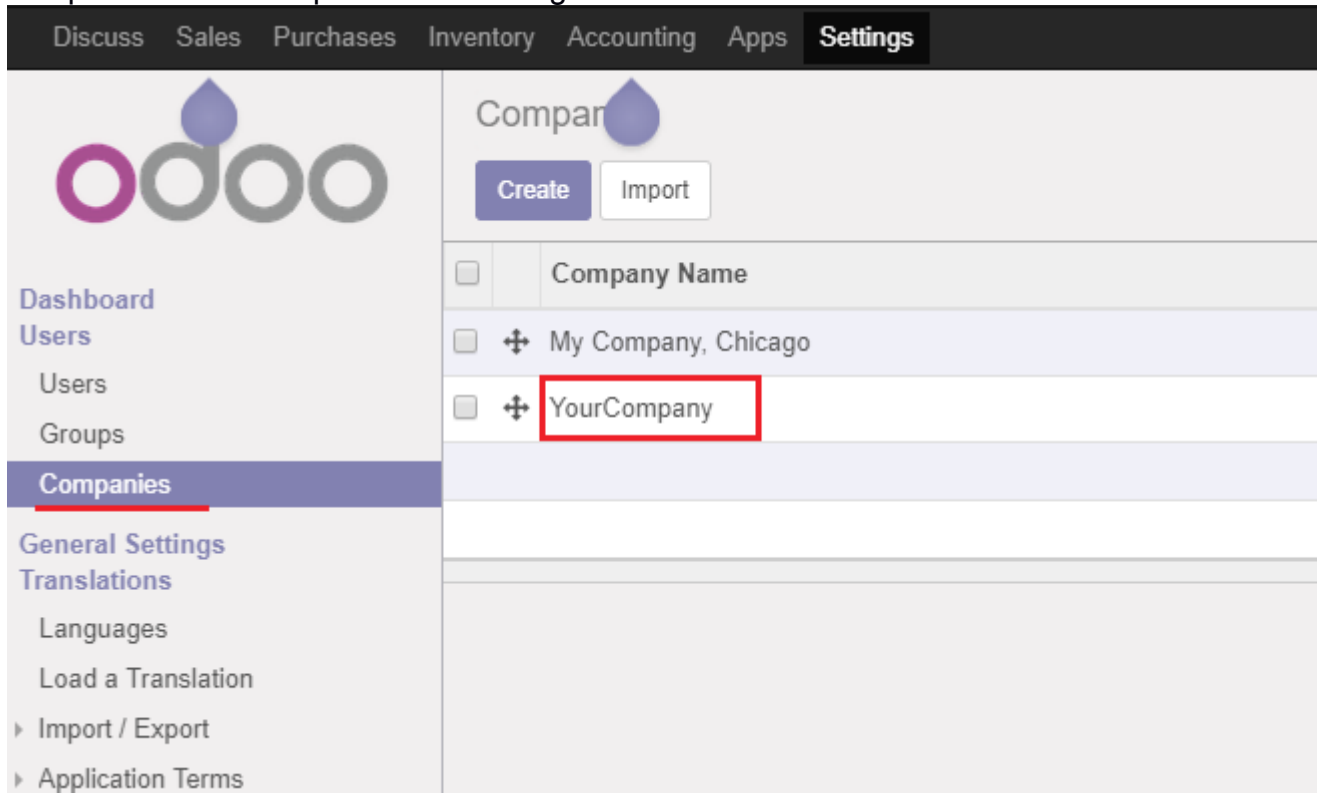 Discuss Sales Purchases Inventory Accounting Apps Settings
odoo
Dashboard
Users
Users
Groups
Companies
General Settings
Translations
Languages
Load a Translation
Import / Export
Application Terms
Create Import
Company Name
My Company, Chicago
YourCompany